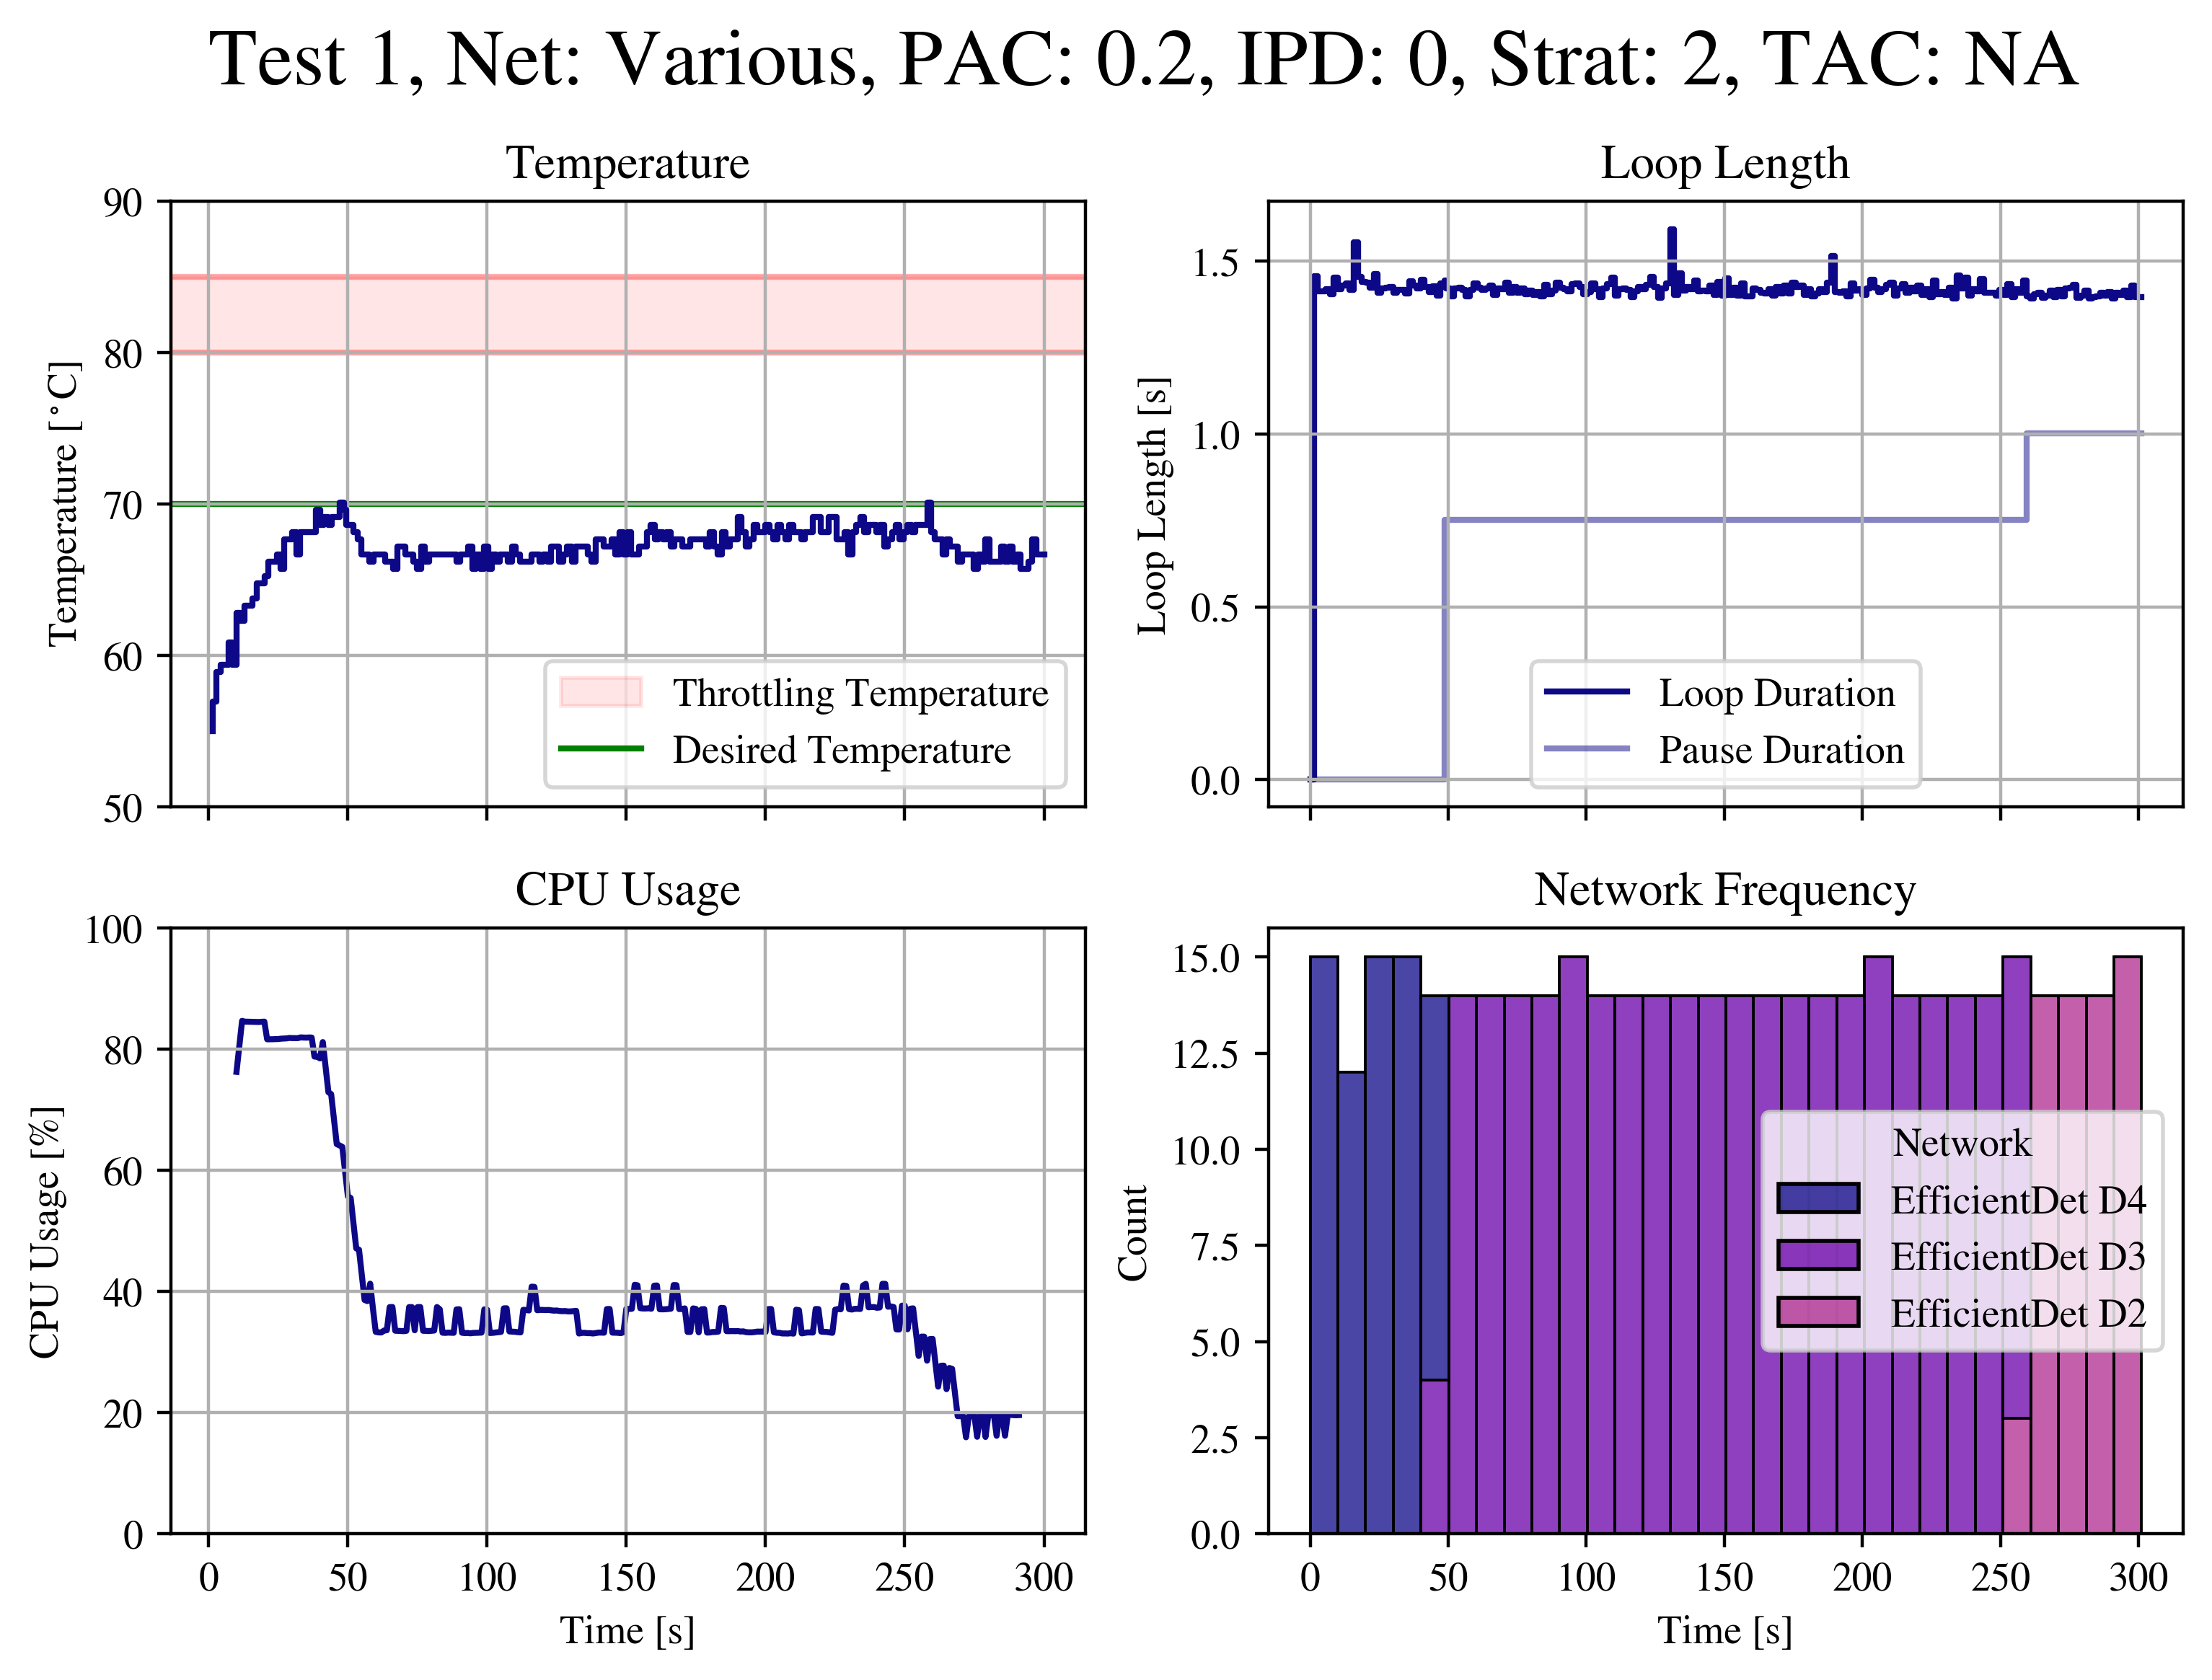 Test 1, Net: Various, PAC: 0.2, IPD: 0, Strat: 2, TAC: NA
Temperature
90
80
70
60
50
Temperature [°C]
Throttling Temperature
Desired Temperature
Loop Length
1.5
1.0
0.5
0.0
Loop Length [s]
Loop Duration
Pause Duration
CPU Usage
100
80
60
40
20
0
CPU Usage [%]
0 50 100 150 200 250 300
Time [s]
Network Frequency
15.0
12.5
10.0
7.5
5.0
2.5
0.0
Count
Network
EfficientDet D4
EfficientDet D3
EfficientDet D2
0 50 100 150 200 250 300
Time [s]